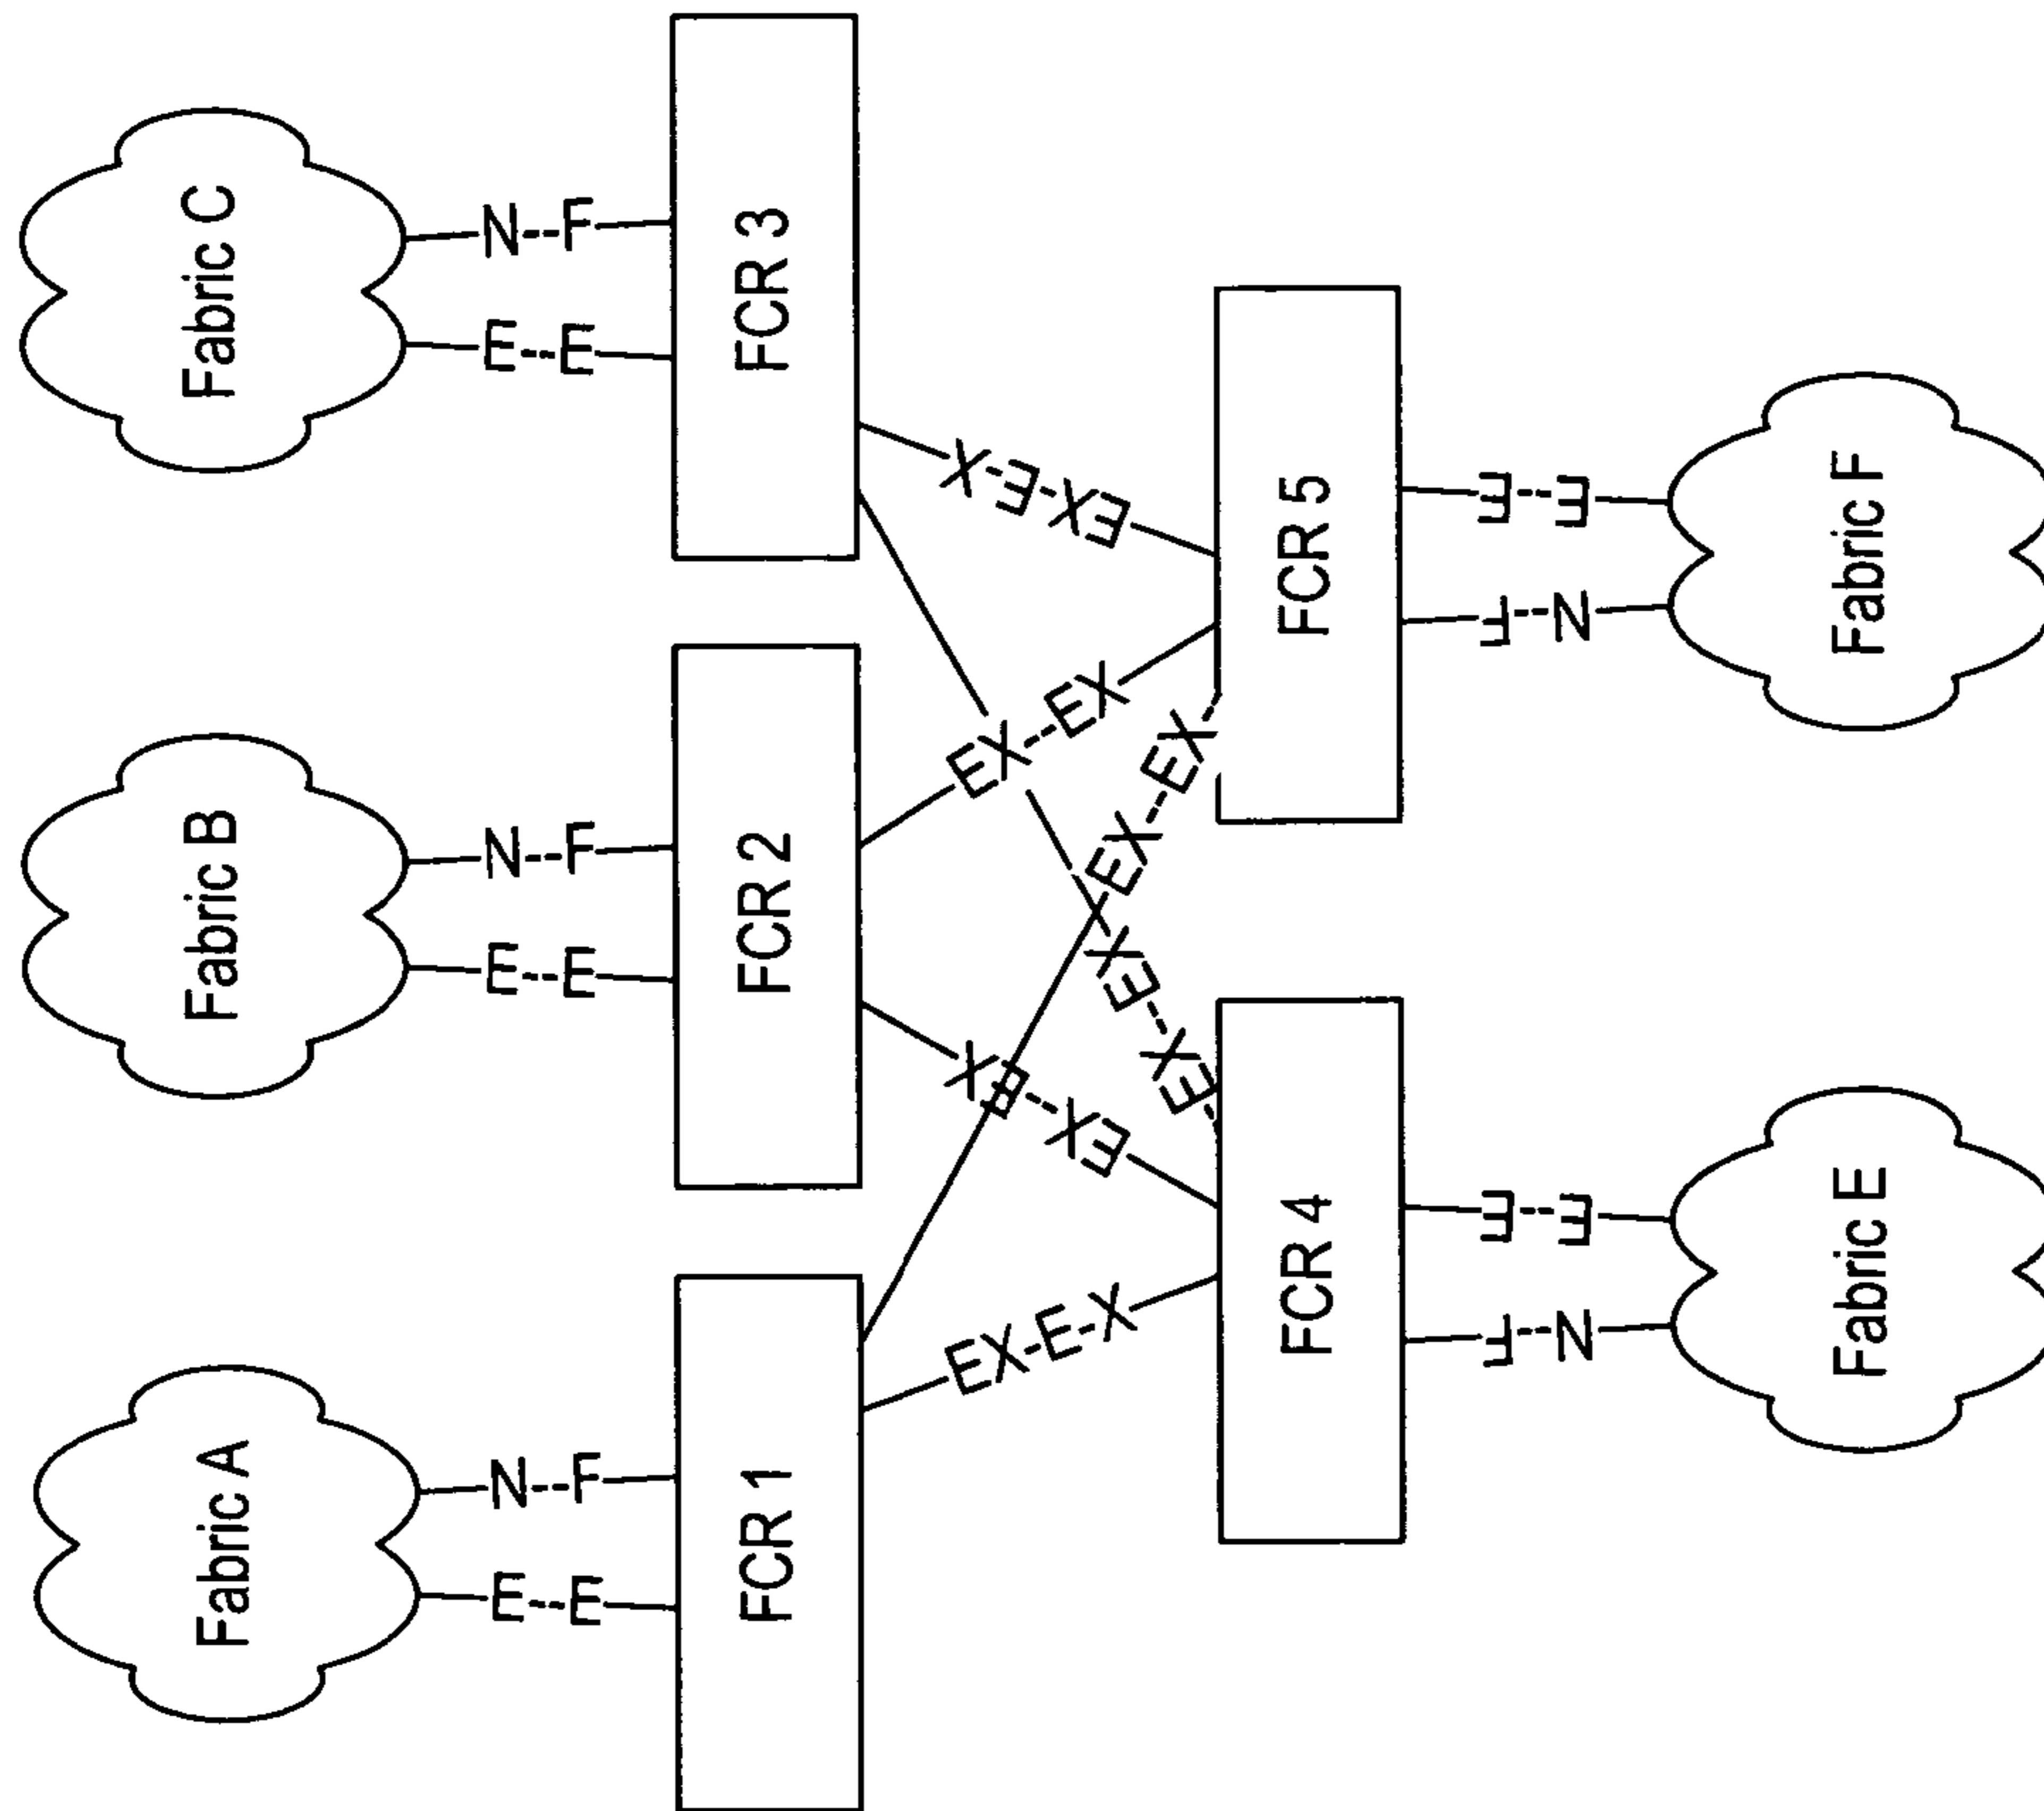 Fabric A
Fabric B
Fabric C
E N E N E N
E F E F E F
FCR 1
FCR 2
FCR 3
EX EX EX EX
EX EX EX EX
EX EX
EX EX
FCR 4
FCR 5
F E F E
N E N E
Fabric E
Fabric F